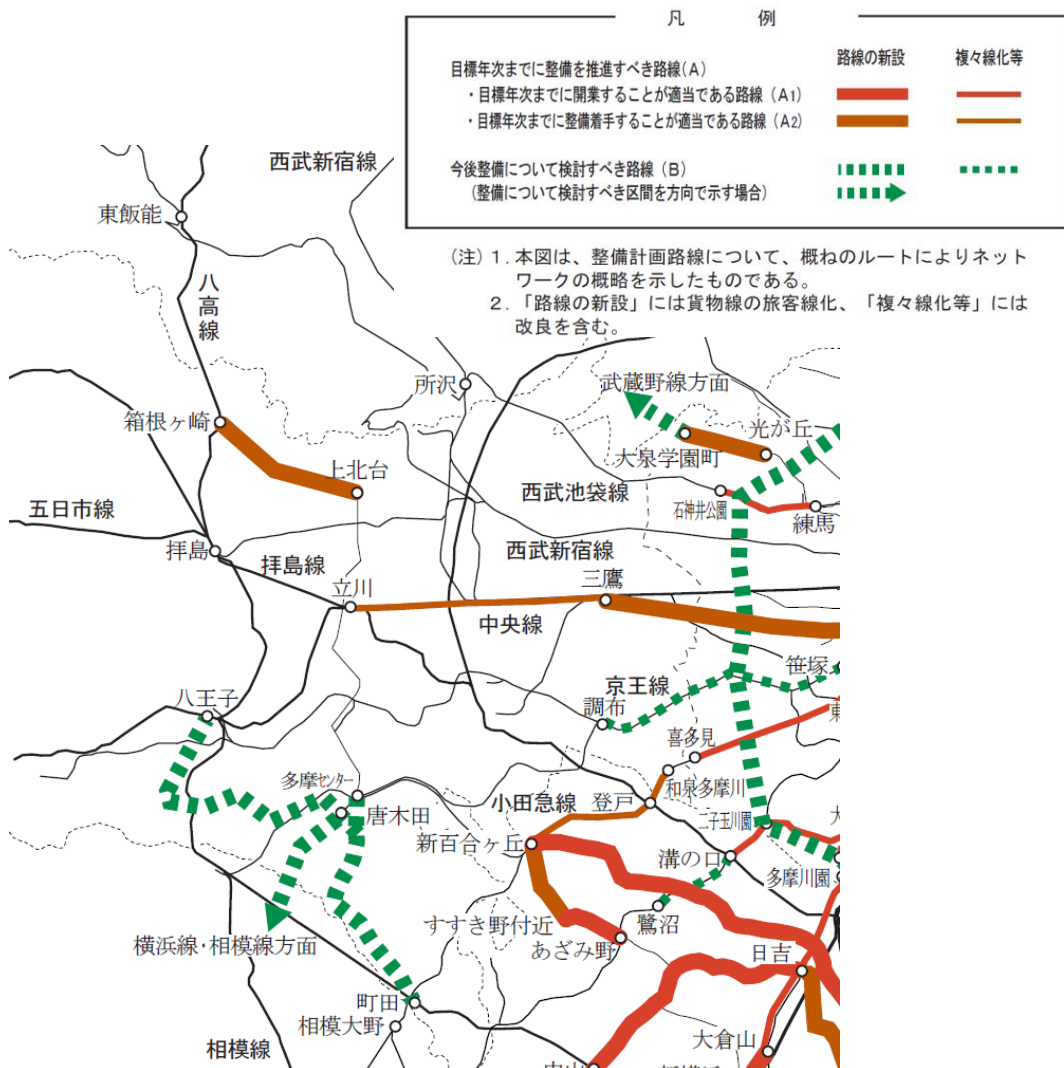 凡 例
路線の新設 複々線化等
目標年次までに整備を推進すべき路線(A)
・目標年次までに開業することが適当である路線(A1)
・目標年次までに整備着手することが適当である路線(A2)
今後整備について検討すべき路線(B)
(整備について検討すべき区間を方向で示す場合)
(注)1. 本図は、整備計画路線について、概ねのルートによりネット
ワークの概略を示したものである。
2. 「路線の新設」には貨物線の旅客線化、「複々線化等」には
改良を含む。
西武新宿線
東飯能
八高線
所沢
武蔵野線方面
箱根ヶ崎
光が丘
大泉学園町
上北台
西武池袋線
石神井公園
練馬
五日市線
拝島
拝島線
西武新宿線
立川
三鷹
中央線
笹塚
京王線
八王子
調布
喜多見
東
多摩センター
和泉多摩川
唐木田
小田急線
登戸
二子玉川園
大
新百合ヶ丘
溝の口
多摩川園
すすき野付近
鷺沼
あざみ野
横浜線・相模線方面
日吉
町田
相模大野
大倉山
相模線
中山
新横浜